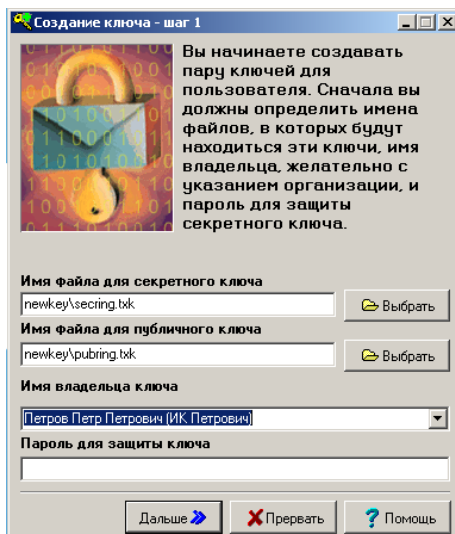 Создание ключа - шаг 1
Вы начинаете создавать
пару ключей для
пользователя. Сначала вы
должны определить имена
файлов, в которых будут
находиться эти ключи, имя
владельца, желательно с
указанием организации, и
пароль для защиты
секретного ключа.
Имя файла для секретного ключа
newkey\secring.txk
Выбрать
Имя файла для публичного ключа
newkey\pubring.txk
Выбрать
Имя владельца ключа
Петров Петр Петрович (ИК Петрович)
Пароль для защиты ключа
Дальше
Прервать
Помощь